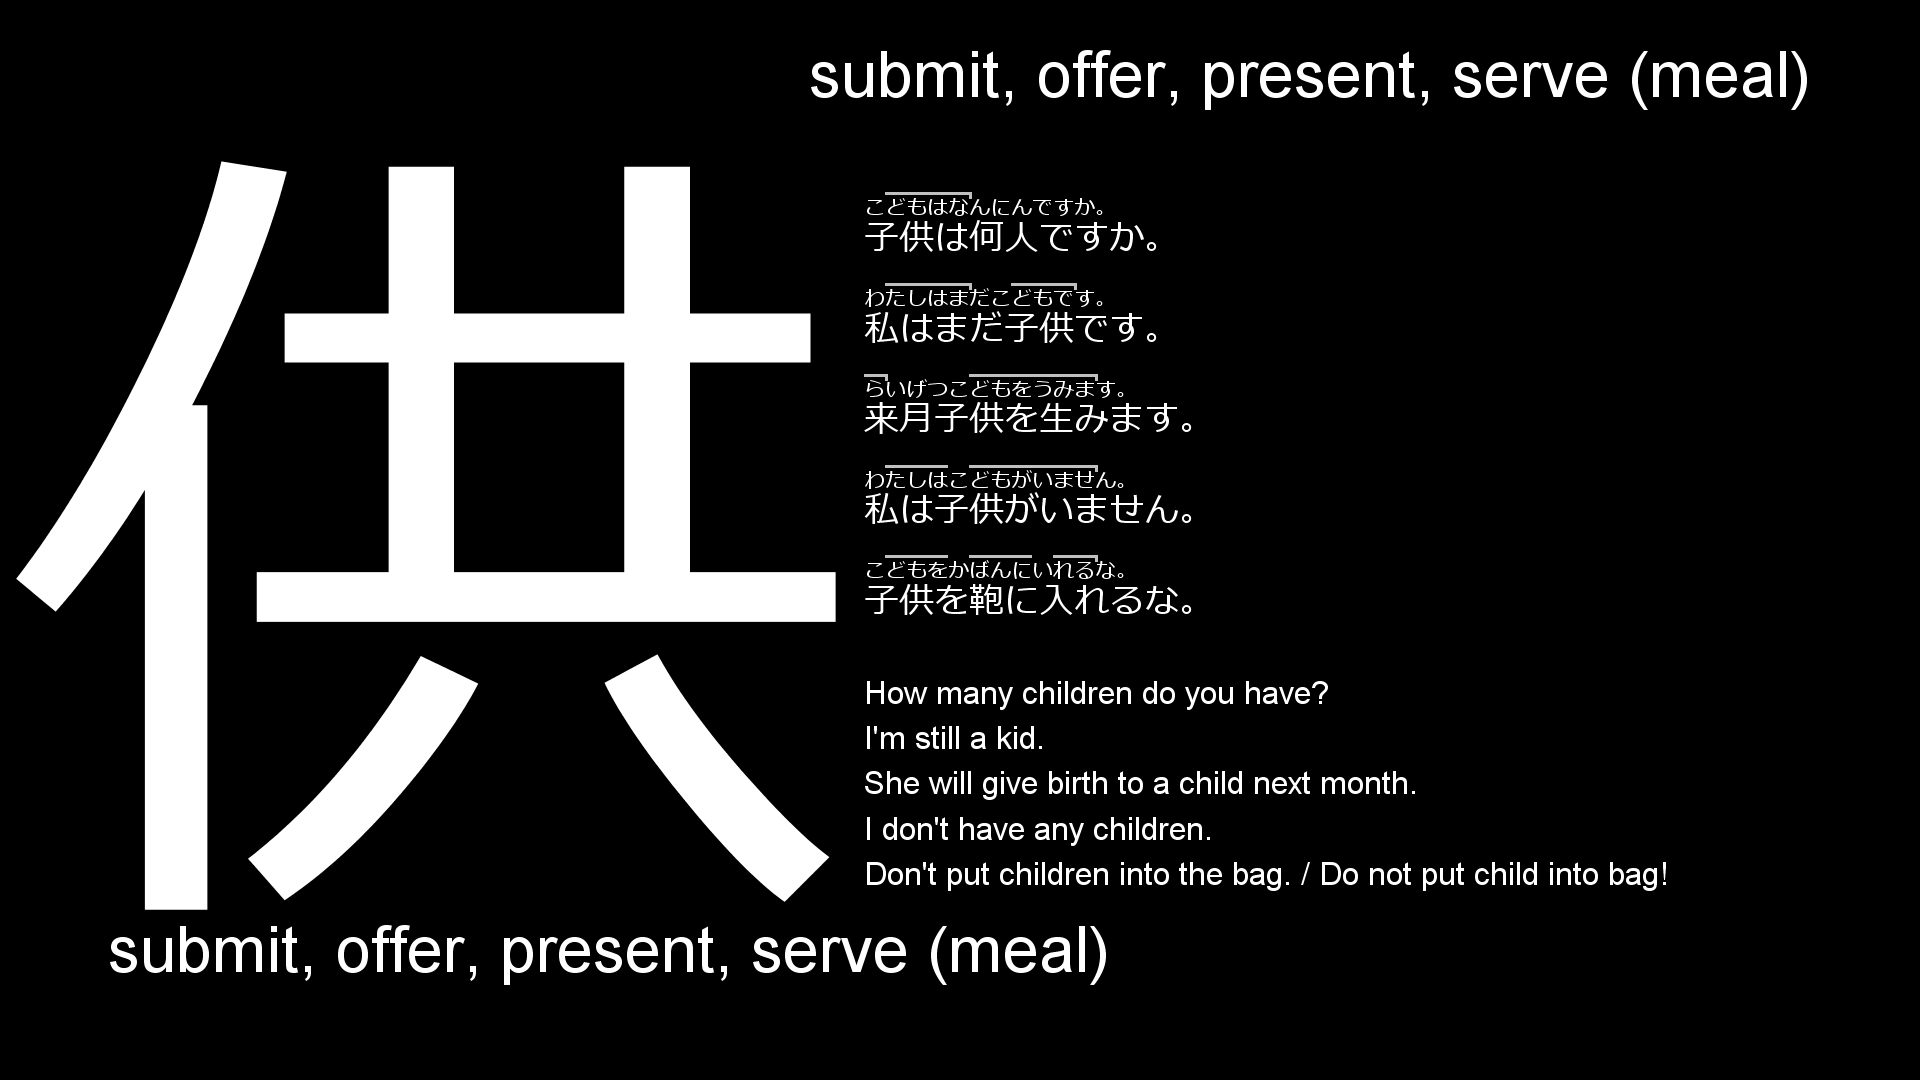 submit, offer, present, serve (meal)
供
こどもはなんにんですか。
子供は何人ですか。
わたしはまだこどもです。
私はまだ子供です。
らいげつこどもをうみます。
来月子供を生みます。
わたしはこどもがいません。
私は子供がいません。
こどもをかばんにいれるな。
子供を鞄に入れるな。
How many children do you have?
I'm still a kid.
She will give birth to a child next month.
I don't have any children.
Don't put children into the bag. / Do not put child into bag!
submit, offer, present, serve (meal)